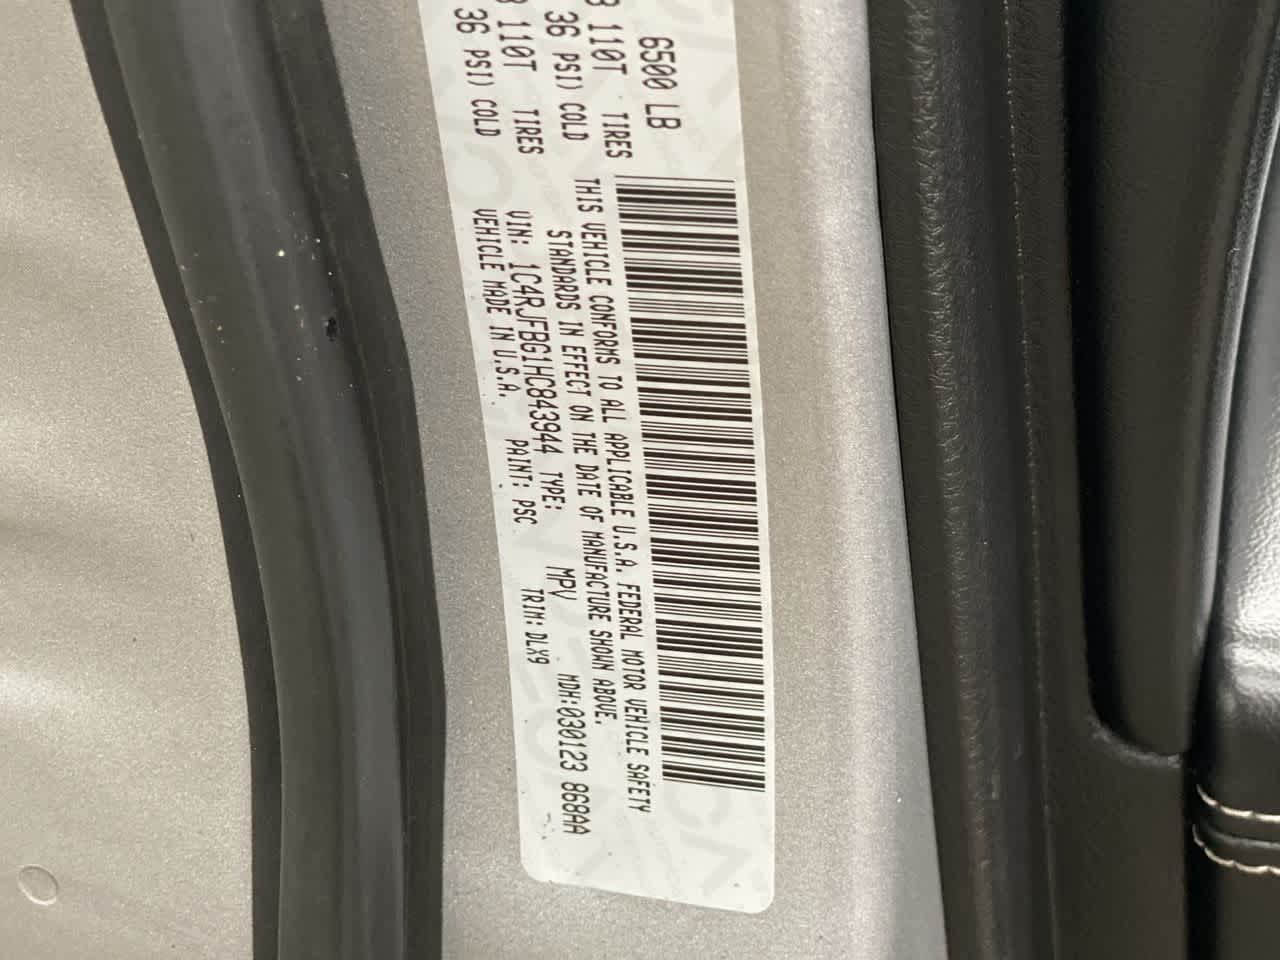 6500 LB
110T TIRES
36 PSI) COLD
110T TIRES
36 PSI) COLD
THIS VEHICLE CONFORMS TO ALL APPLICABLE U.S.A. FEDERAL MOTOR VEHICLE SAFETY
STANDARDS IN EFFECT ON THE DATE OF MANUFACTURE SHOWN ABOVE.
VIN: 1C4RJFBG1HC843944 TYPE: MPV MDH:030123 868AA
VEHICLE MADE IN U.S.A. PAINT: PSC TRIM: DLX9